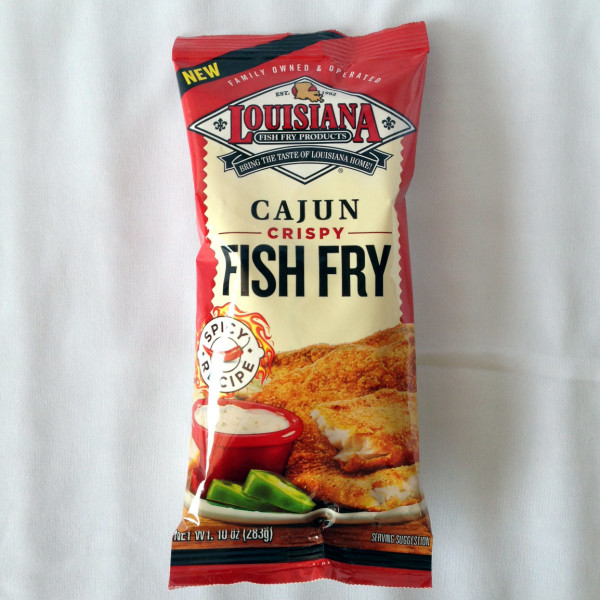 NEW
FAMILY OWNED & OPERATED
EST. 1982
LOUISIANA
FISH FRY PRODUCTS
BRING THE TASTE OF LOUISIANA HOME!
®
CAJUN
CRISPY
FISH FRY
SPICY
RECIPE
NET WT. 10 oz (283g)
SERVING SUGGESTION